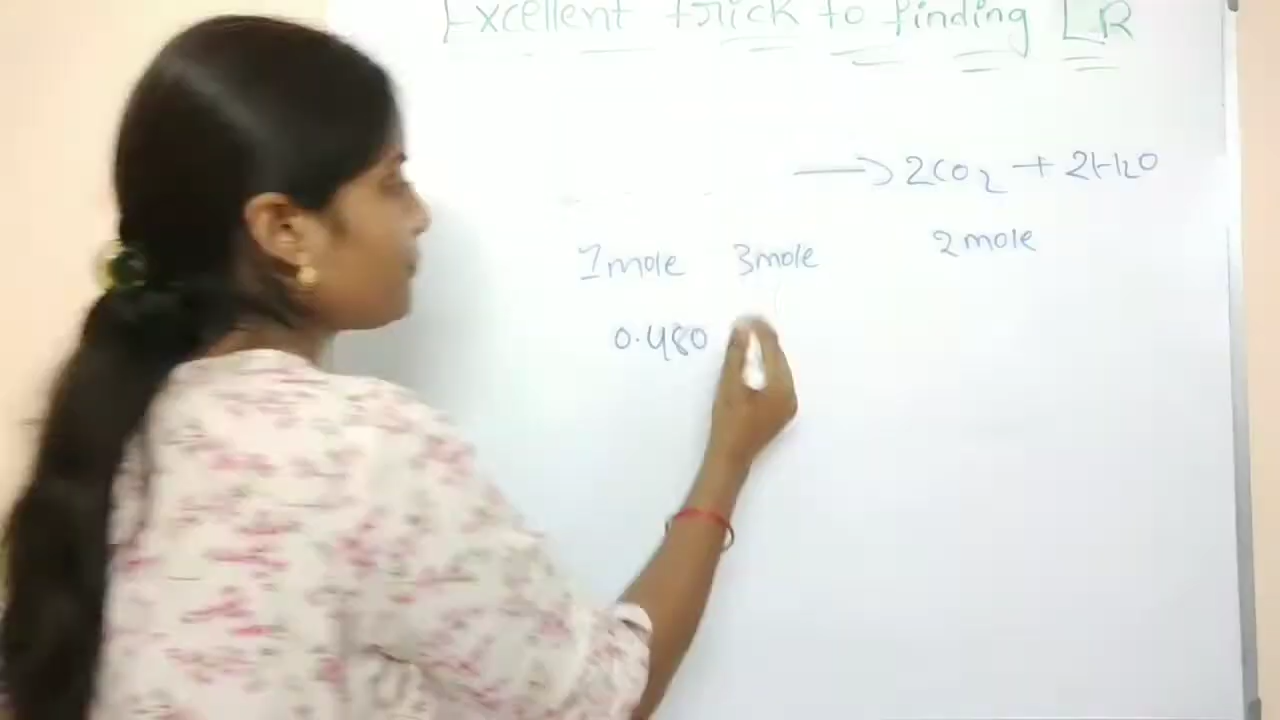 Excellent trick to finding LR
→ 2CO2 + 2H2O
1mole 3mole 2mole
0.480